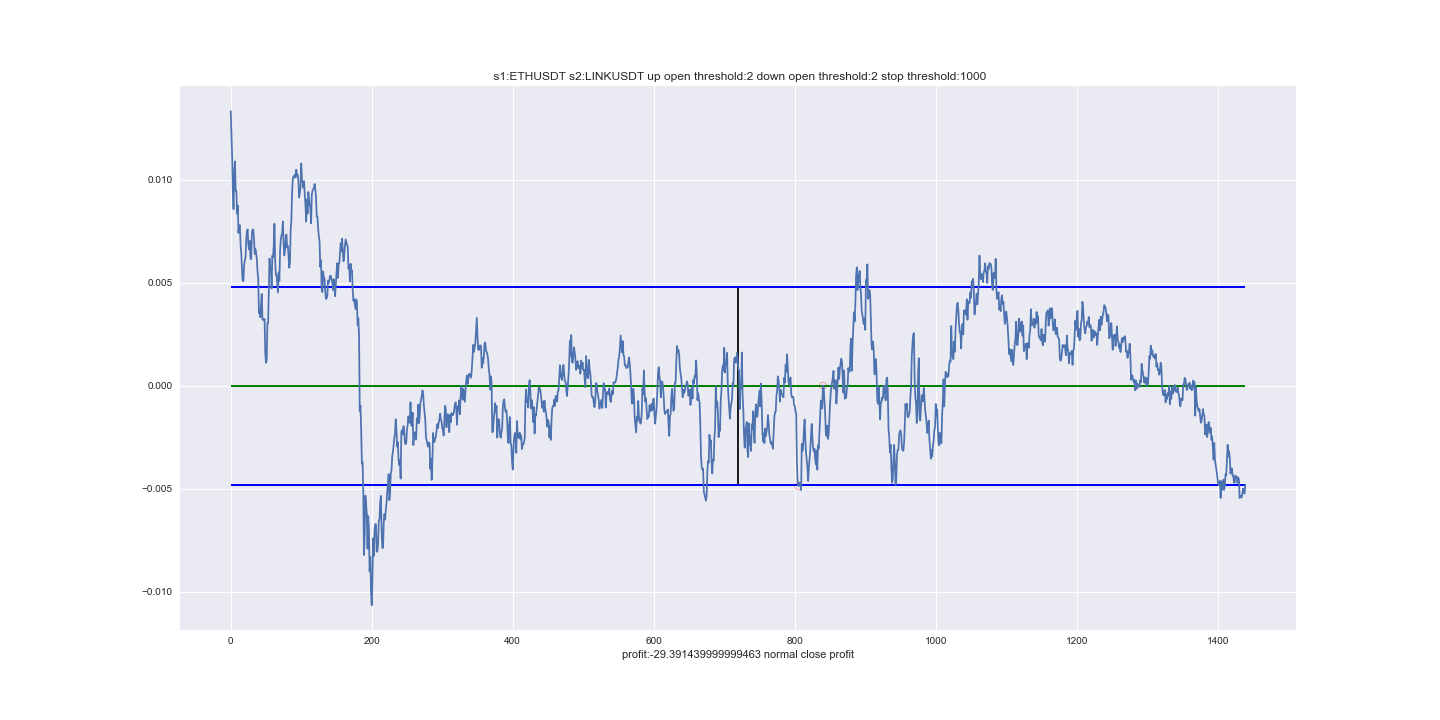 s1:ETHUSDT s2:LINKUSDT up open threshold:2 down open threshold:2 stop threshold:1000
0.010
0.005
0.000
−0.005
−0.010
0 200 400 600 800 1000 1200 1400
profit:-29.391439999999463 normal close profit